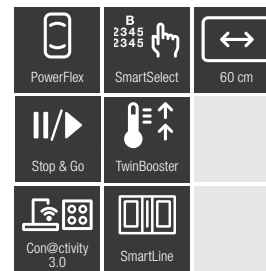 B
2345
2345
PowerFlex
SmartSelect
60 cm
Stop & Go
TwinBooster
Con@ctivity
3.0
SmartLine